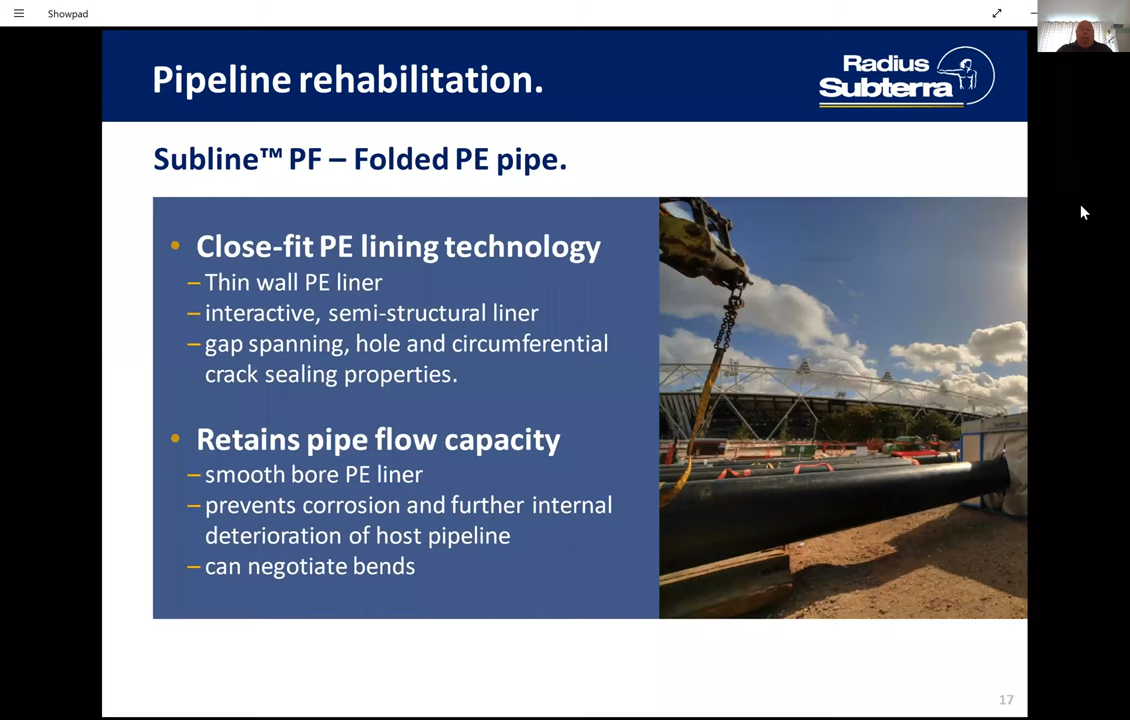 Showpad
Pipeline rehabilitation.
Radius
Subterra
Subline™ PF – Folded PE pipe.
• Close-fit PE lining technology
– Thin wall PE liner
– interactive, semi-structural liner
– gap spanning, hole and circumferential
crack sealing properties.
• Retains pipe flow capacity
– smooth bore PE liner
– prevents corrosion and further internal
deterioration of host pipeline
– can negotiate bends
17